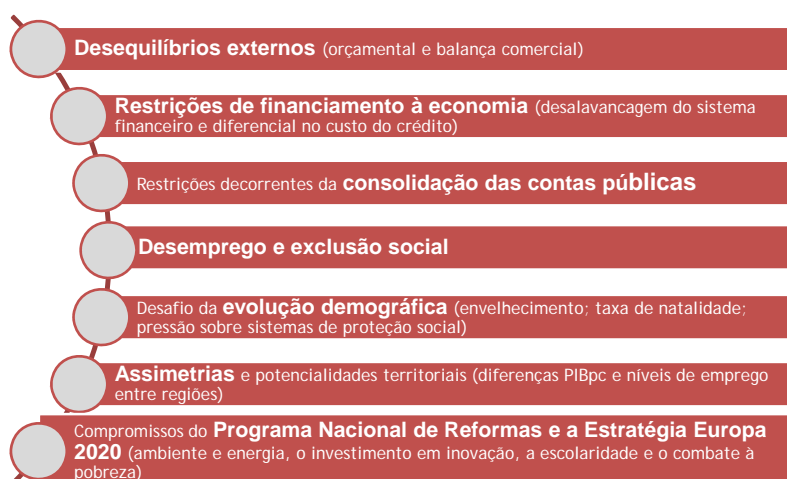 Desequilíbrios externos (orçamental e balança comercial)
Restrições de financiamento à economia (desalavancagem do sistema
financeiro e diferencial no custo do crédito)
Restrições decorrentes da consolidação das contas públicas
Desemprego e exclusão social
Desafio da evolução demográfica (envelhecimento; taxa de natalidade;
pressão sobre sistemas de proteção social)
Assimetrias e potencialidades territoriais (diferenças PIBpc e níveis de emprego
entre regiões)
Compromissos do Programa Nacional de Reformas e a Estratégia Europa
2020 (ambiente e energia, o investimento em inovação, a escolaridade e o combate à
pobreza)